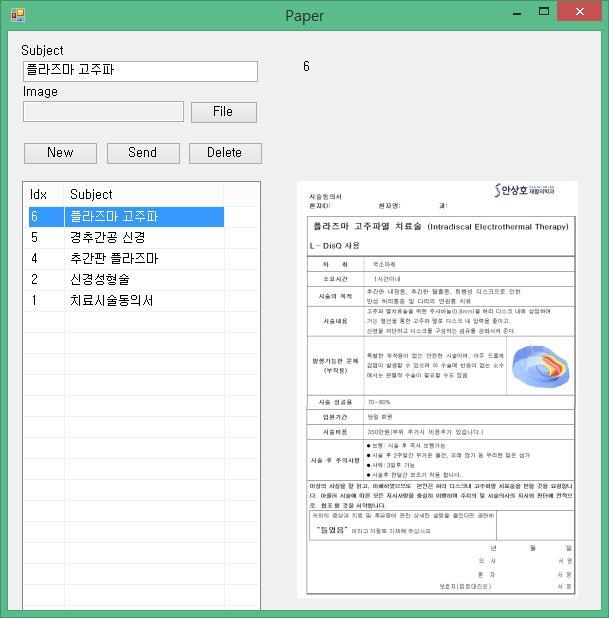 Paper
Subject
플라즈마 고주파
6
Image
File
New Send Delete
Idx Subject
6 플라즈마 고주파
5 경추간공 신경
4 추간판 플라즈마
2 신경성형술
1 치료시술동의서
안상호 재활의학과
시술동의서
환자ID: 환자명: 과:
플라즈마 고주파열 치료술 (Intradiscal Electrothermal Therapy)
L- DisQ 사용
마 취 국소마취
소요시간 1시간이내
시술의 목적 추간판 내장증, 추간판 탈출증, 퇴행성 디스크로 인한
만성 허리통증 및 다리의 연관통 치료
시술내용 고주파 열치료술을 위한 주사바늘(0.8mm)를 허리 디스크 내에 삽입하여
가는 열선을 통한 고주파 열로 디스크 내 압력을 줄이고,
신경을 차단하고 디스크를 구성하는 섬유를 강화시켜 준다.
발생가능한 문제
(부작용)
특별한 부작용이 없는 안전한 시술이며, 아주 드물게
감염이 발생할 수 있으며 이 수술에 반응이 없는 소수
에서는 관혈적 수술이 필요할 수도 있음
시술 성공율 70~80%
입원기간 당일 퇴원
시술비용 350만원(부위 추가시 비용추가 있습니다.)
시술 후 주의사항
● 보행: 시술 후 즉시 보행가능
● 시술 후 2주일간 무거운 물건, 오래 앉기 등 무리한 일은 삼가
● 샤워: 3일후 가능
● 시술후 한달간 보조기 착용 합니다.
이상의 사실을 잘 읽고, 이해하였으므로 본인은 허리 디스크내 고주파열 치료술을 받을 것을 요청합니
다. 아울러 시술에 따른 모든 지시사항을 충실히 이행하며 주치의 및 시술의사의 지시와 판단에 전적으
로 협조 할 것을 서약합니다.
귀하의 증상과 치료 및 후유증에 관한 상세한 설명을 들었다면 공란에
"들었음" 이라고 자필로 기재해 주십시오
년 월 일
의 사 서 명
환 자 서 명
보호자(법정대리인) 서 명